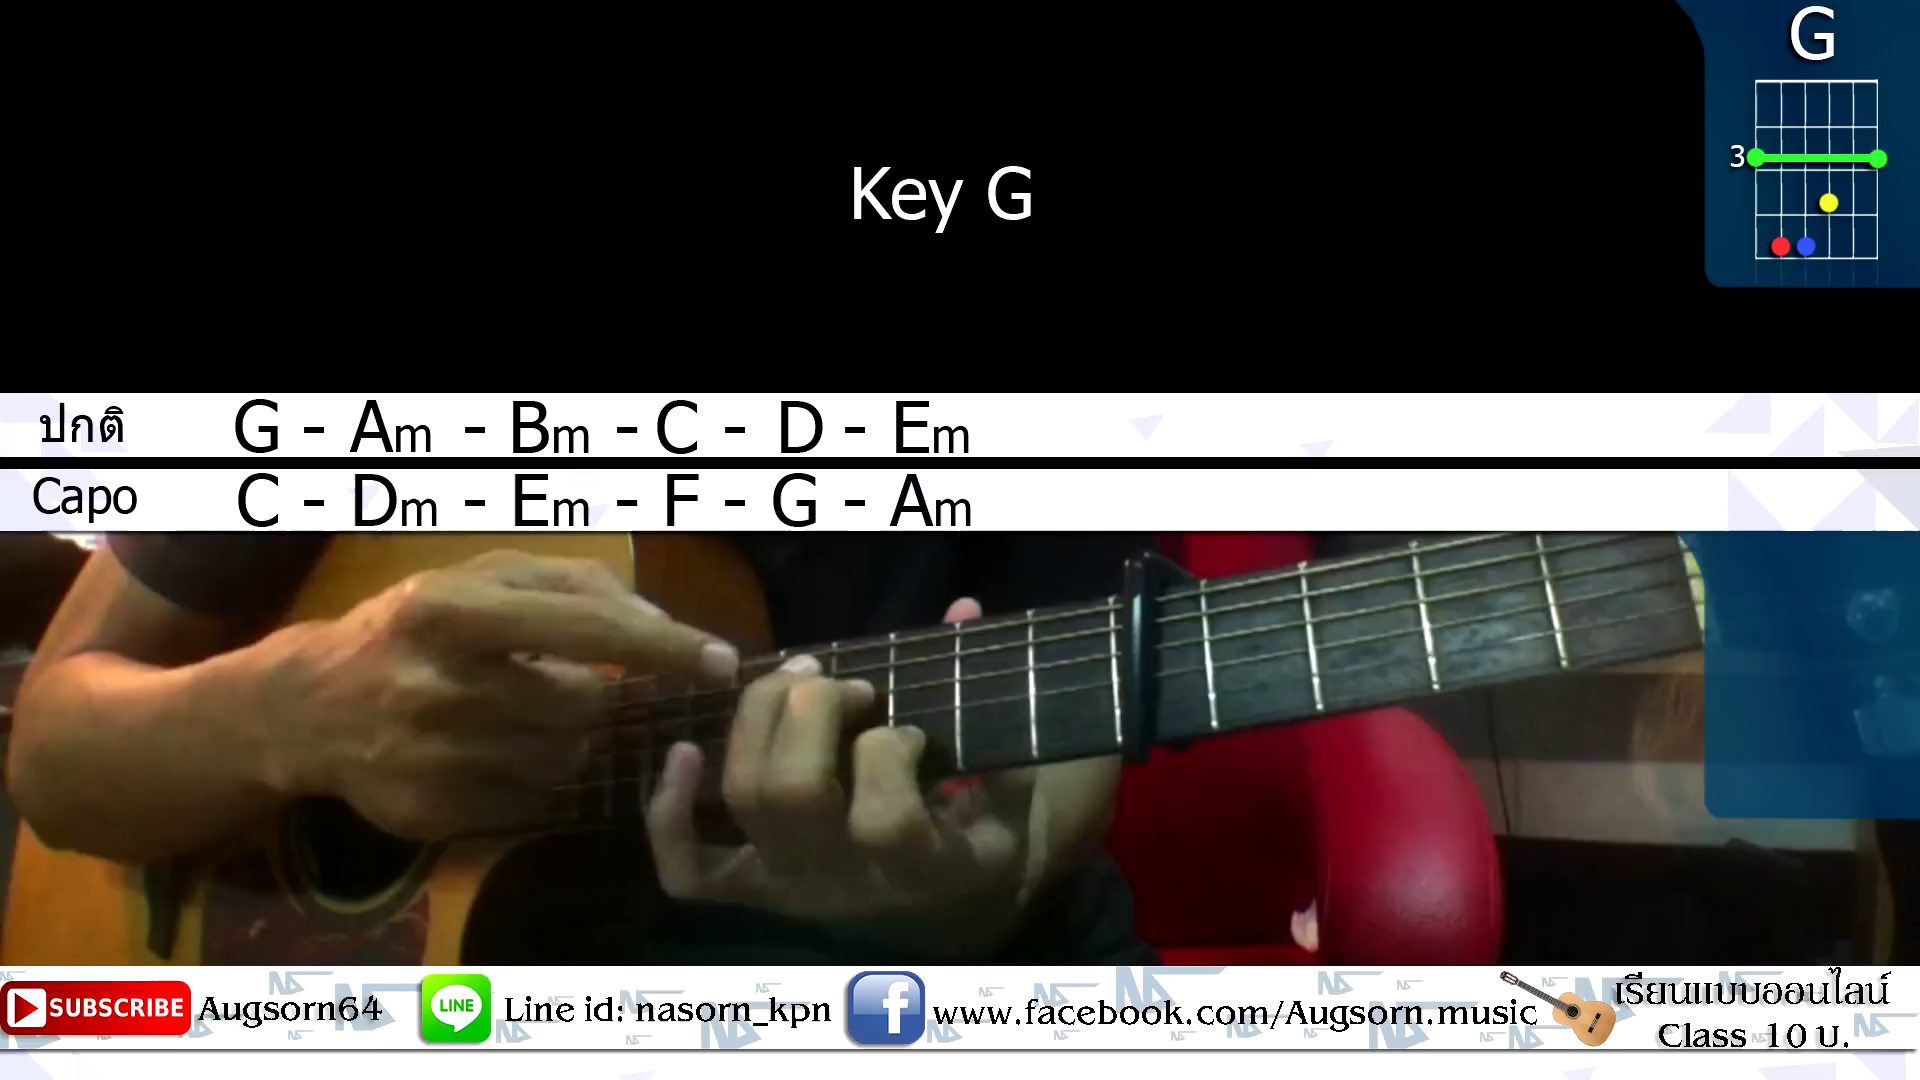 G
3
Key G
ปกติ G - Am - Bm - C - D - Em
Capo C - Dm - Em - F - G - Am
SUBSCRIBE Augsorn64 LINE Line id: nasorn_kpn f www.facebook.com/Augsorn.music เรียนแบบออนไลน์
Class 10 บ.